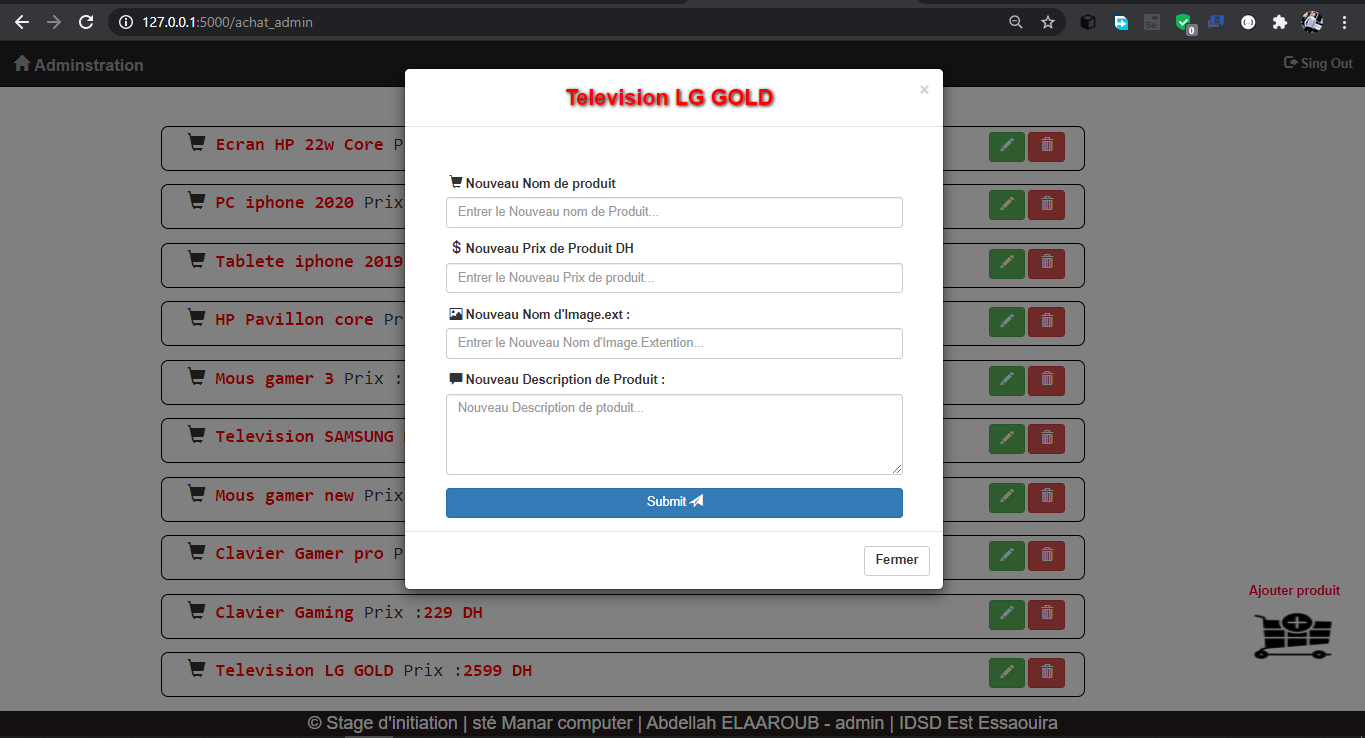 127.0.0.1:5000/achat_admin
0
Adminstration
Sing Out
Television LG GOLD
×
Ecran HP 22w Core P
PC iphone 2020 Prix
Tablete iphone 2019
HP Pavillon core Pr
Mous gamer 3 Prix :
Television SAMSUNG
Mous gamer new Prix
Clavier Gamer pro P
Clavier Gaming Prix :229 DH
Television LG GOLD Prix :2599 DH
Nouveau Nom de produit
Entrer le Nouveau nom de Produit...
$ Nouveau Prix de Produit DH
Entrer le Nouveau Prix de produit...
Nouveau Nom d'Image.ext :
Entrer le Nouveau Nom d'Image.Extention...
Nouveau Description de Produit :
Nouveau Description de ptoduit...
Submit
Fermer
Ajouter produit
© Stage d'initiation | sté Manar computer | Abdellah ELAAROUB - admin | IDSD Est Essaouira